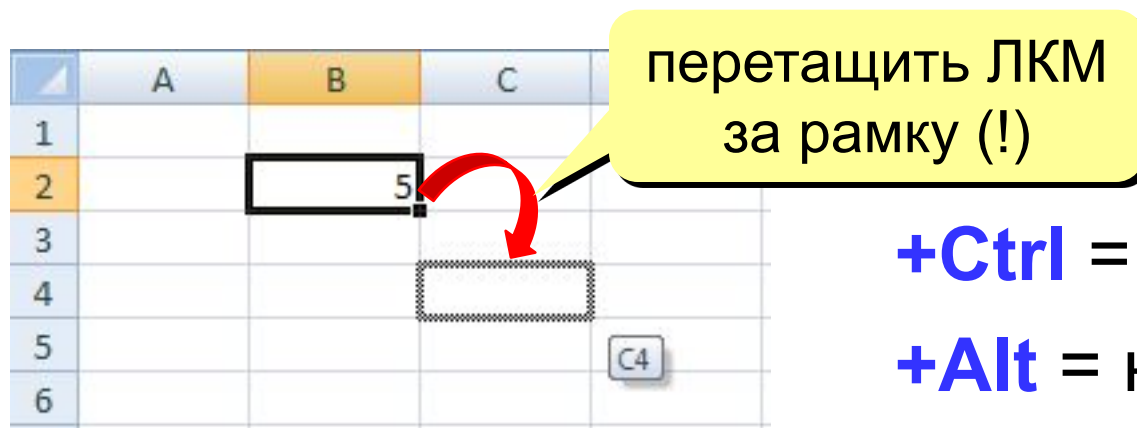 перетащить ЛКМ
за рамку (!)
A B C
1
2 5
3
4
5 C4
6
+Ctrl =
+Alt =